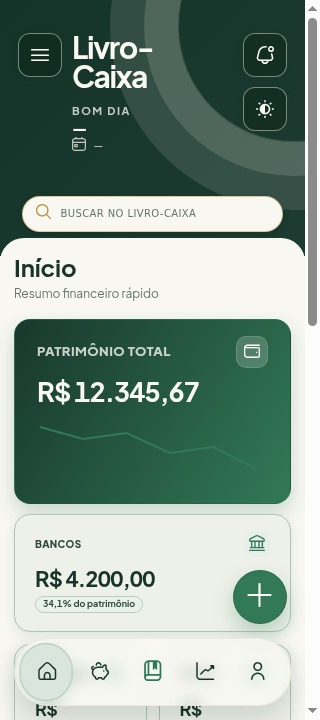 Livro-
Caixa
BOM DIA
—
—
BUSCAR NO LIVRO-CAIXA
Início
Resumo financeiro rápido
PATRIMÔNIO TOTAL
R$ 12.345,67
BANCOS
R$ 4.200,00
34,1% do patrimônio
R$ R$